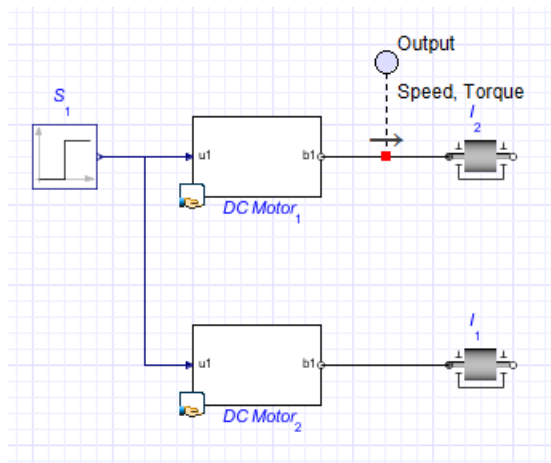 Output
S
1
Speed, Torque
I
2
u1
b1
DC Motor
1
I
1
u1
b1
DC Motor
2